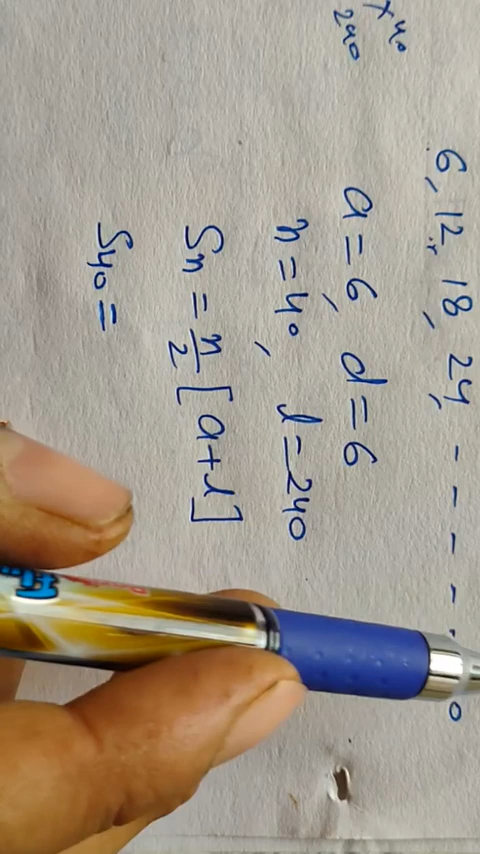 × 40
240
6, 12, 18, 24, - - - - - 0
a = 6, d = 6
n = 40, l = 240
Sn = n/2 [a+l]
S40 =